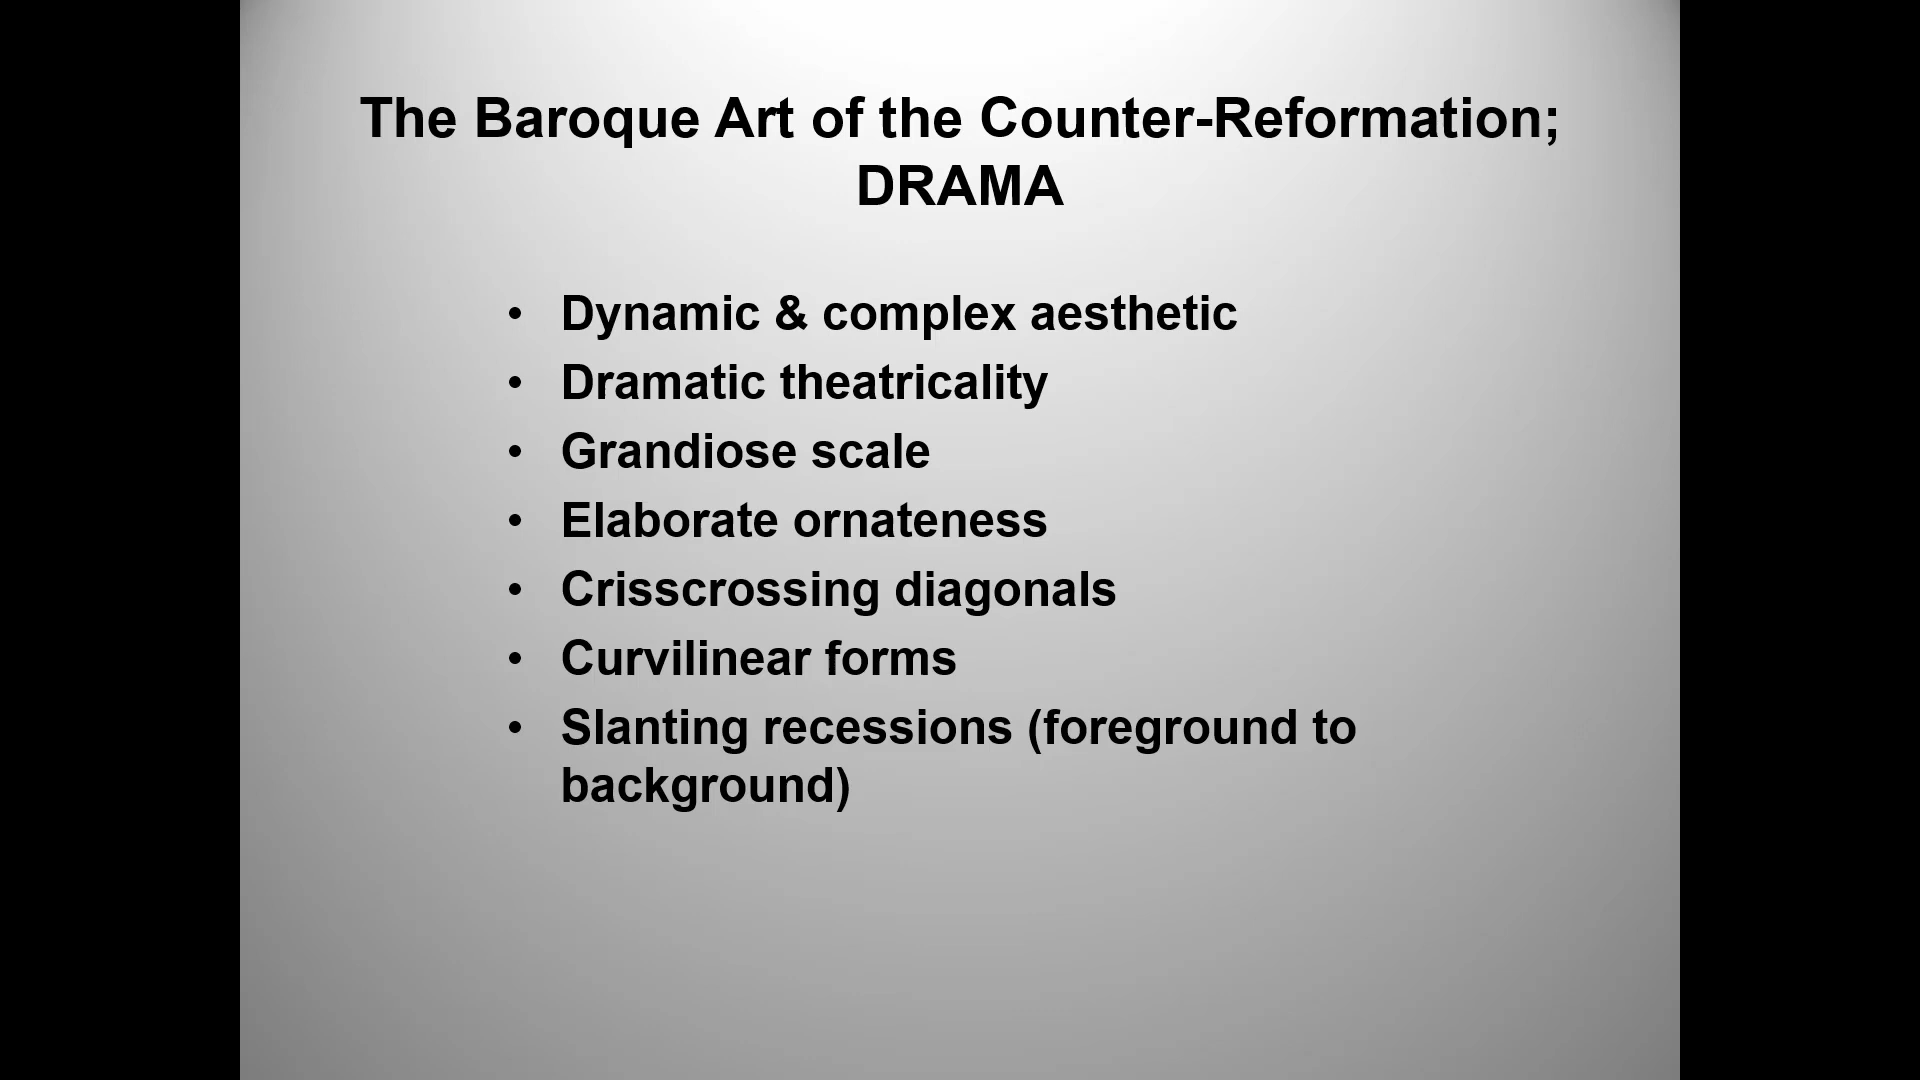 The Baroque Art of the Counter-Reformation;
DRAMA
• Dynamic & complex aesthetic
• Dramatic theatricality
• Grandiose scale
• Elaborate ornateness
• Crisscrossing diagonals
• Curvilinear forms
• Slanting recessions (foreground to
background)